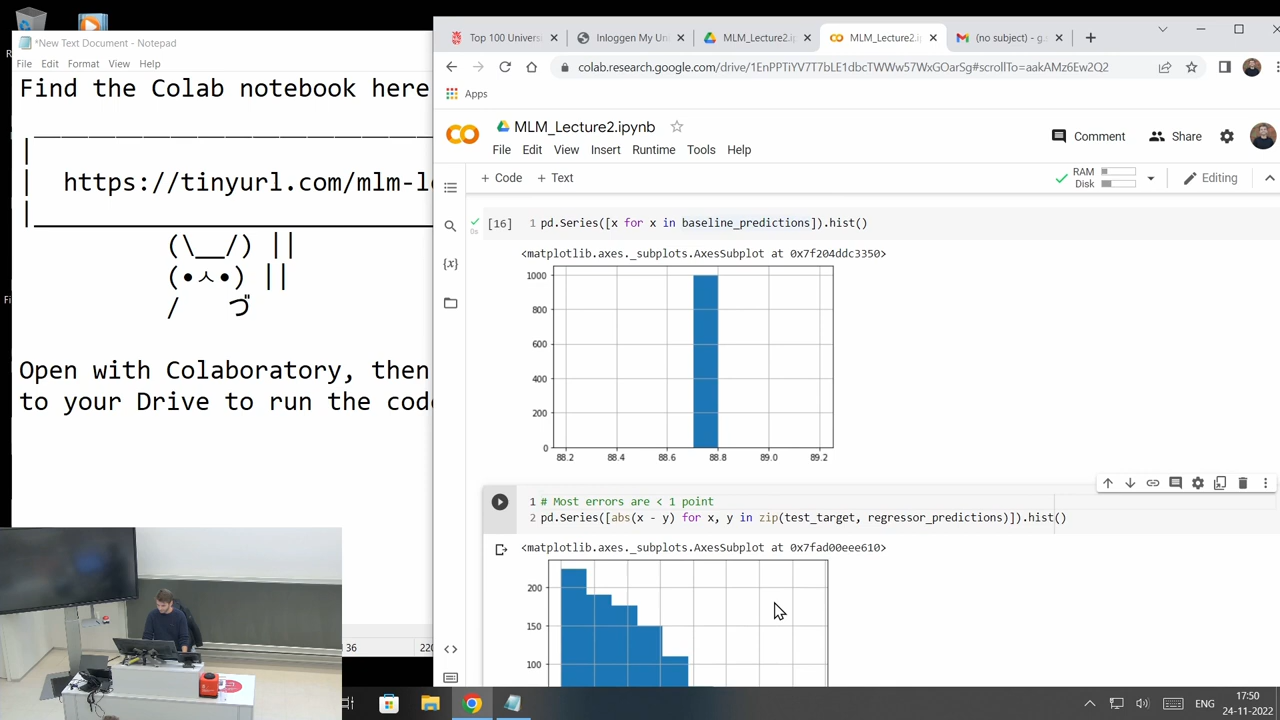 *New Text Document - Notepad
File Edit Format View Help
Find the Colab notebook here
https://tinyurl.com/mlm-l
(\__/) ||
(•ㅅ•) ||
/ づ
Open with Colaboratory, then
to your Drive to run the code
36
220
Top 100 Univers
Inloggen My Uni
MLM_Lecture2.i
MLM_Lecture2.i
(no subject) - g.s
colab.research.google.com/drive/1EnPPTiYV7T7bLE1dbcTWWw57WxGOarSg#scrollTo=aakAMz6Ew2Q2
Apps
MLM_Lecture2.ipynb
Comment
Share
File Edit View Insert Runtime Tools Help
+ Code + Text
RAM
Disk
Editing
[16] 1 pd.Series([x for x in baseline_predictions]).hist()
0s
{x}
<matplotlib.axes._subplots.AxesSubplot at 0x7f204ddc3350>
1000
800
600
400
200
0
88.2 88.4 88.6 88.8 89.0 89.2
1 # Most errors are < 1 point
2 pd.Series([abs(x - y) for x, y in zip(test_target, regressor_predictions)]).hist()
<matplotlib.axes._subplots.AxesSubplot at 0x7fad00eee610>
200
150
100
ENG
17:50
24-11-2022